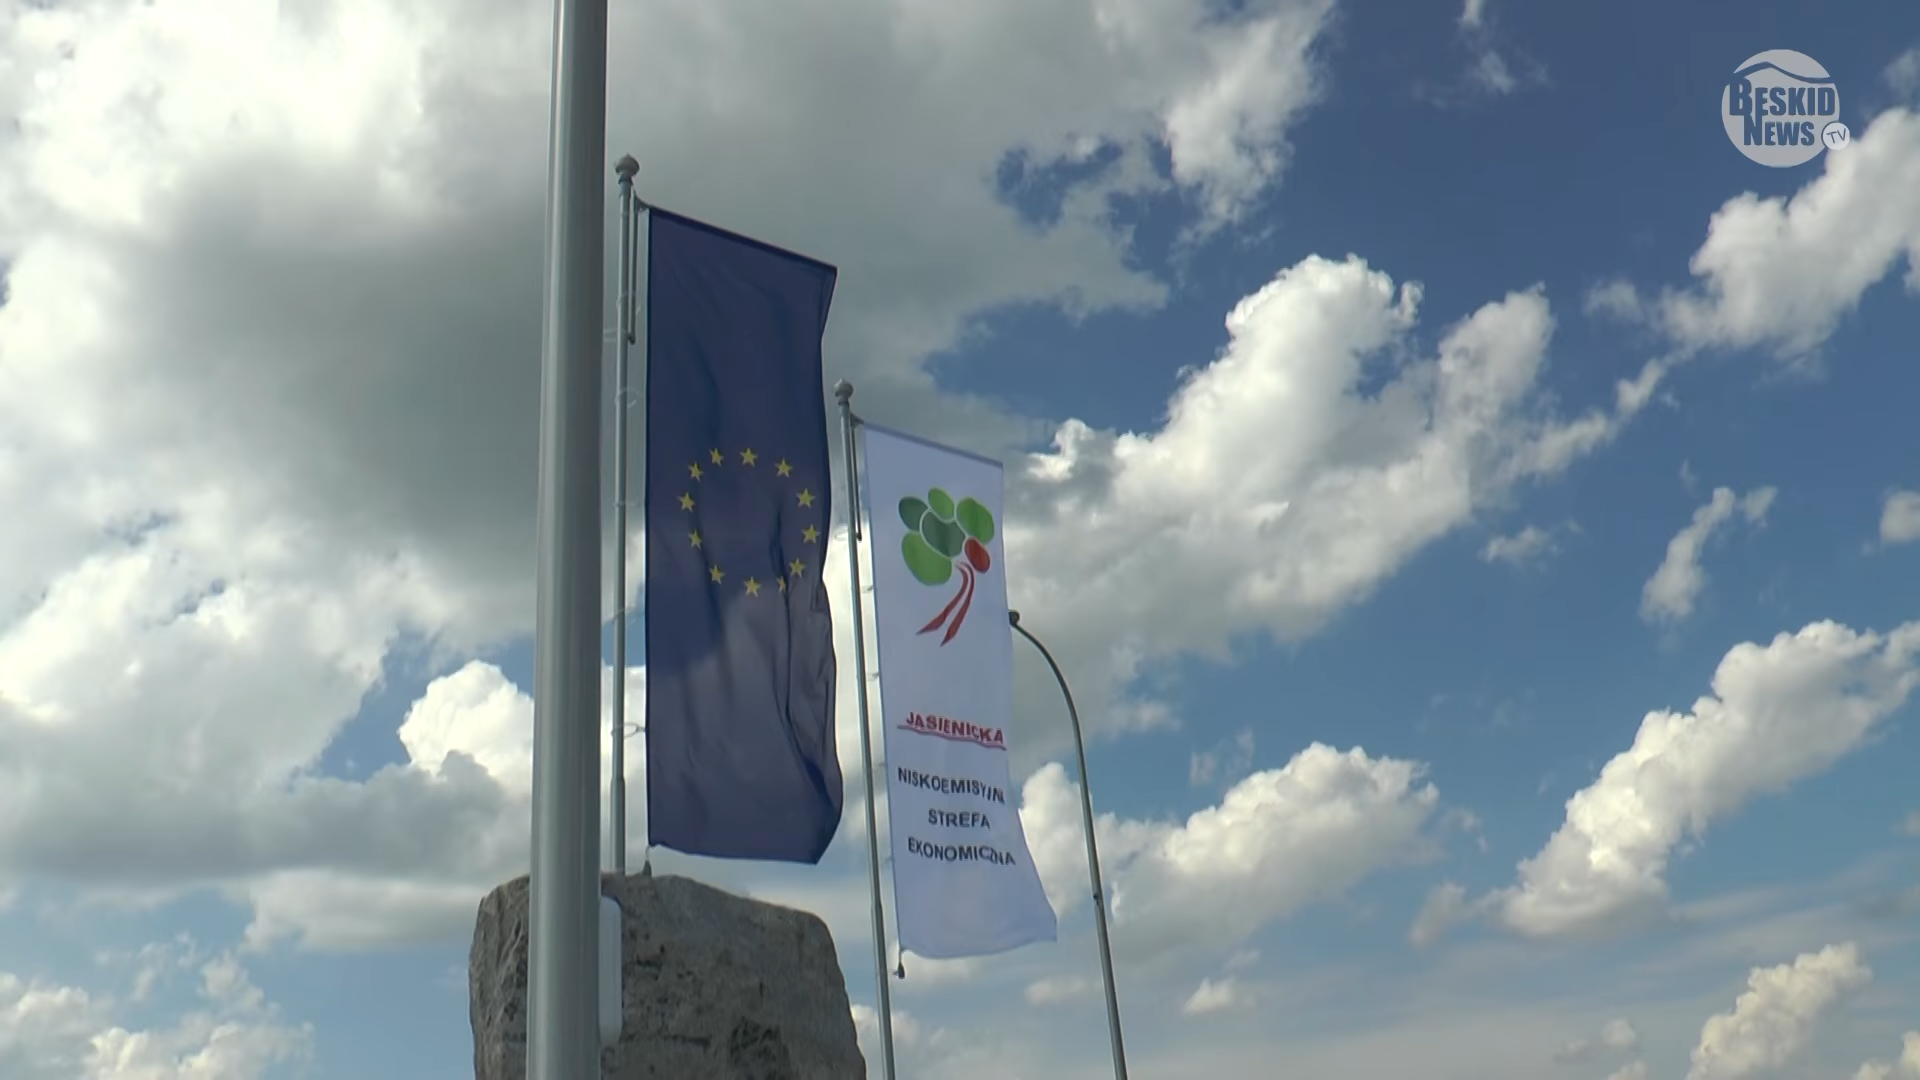 BESKID
NEWS TV
JASIENICKA
NISKOEMISYJNA
STREFA
EKONOMICZNA